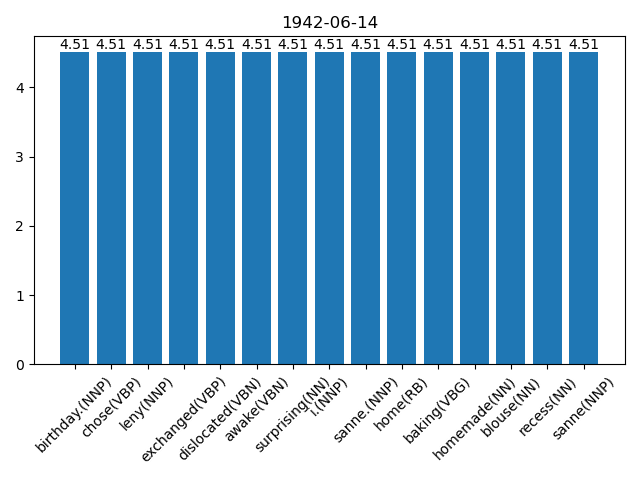 1942-06-14
4.51 4.51 4.51 4.51 4.51 4.51 4.51 4.51 4.51 4.51 4.51 4.51 4.51 4.51 4.51
4
3
2
1
0
birthday.(NNP)
chose(VBP)
leny(NNP)
exchanged(VBP)
dislocated(VBN)
awake(VBN)
surprising(NN)
l.(NNP)
sanne.(NNP)
home(RB)
baking(VBG)
homemade(NN)
blouse(NN)
recess(NN)
sanne(NNP)